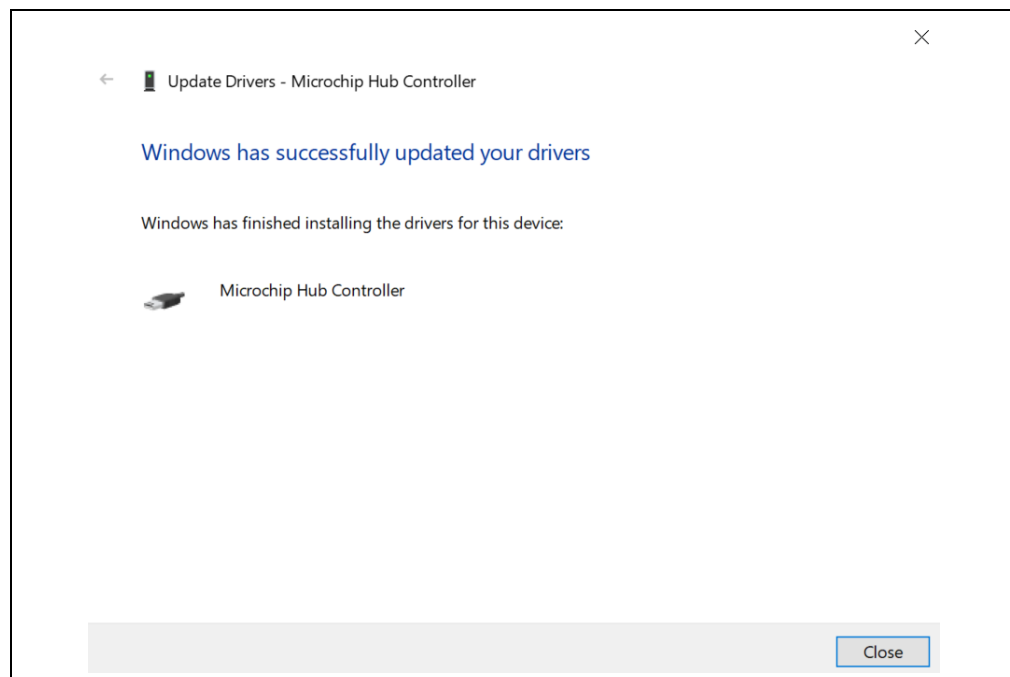 Update Drivers - Microchip Hub Controller
Windows has successfully updated your drivers
Windows has finished installing the drivers for this device:
Microchip Hub Controller
Close